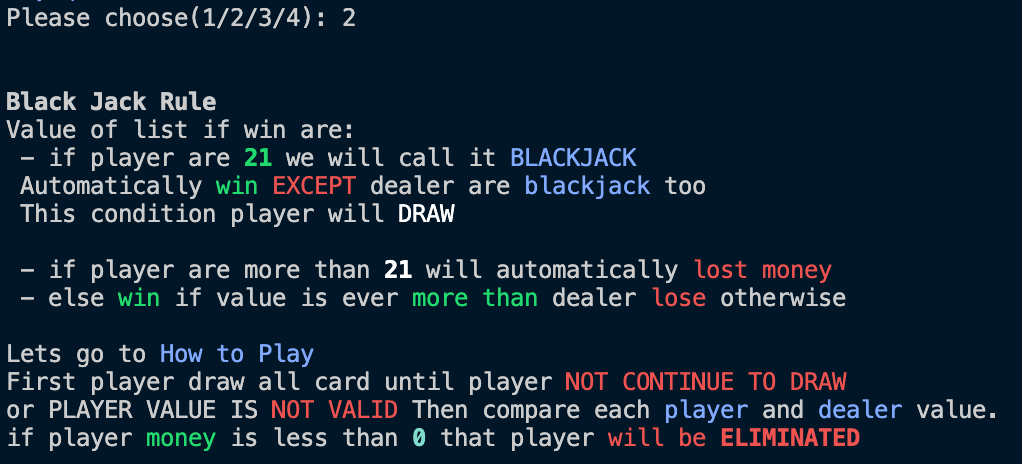 Please choose(1/2/3/4): 2
Black Jack Rule
Value of list if win are:
- if player are 21 we will call it BLACKJACK
Automatically win EXCEPT dealer are blackjack too
This condition player will DRAW
- if player are more than 21 will automatically lost money
- else win if value is ever more than dealer lose otherwise
Lets go to How to Play
First player draw all card until player NOT CONTINUE TO DRAW
or PLAYER VALUE IS NOT VALID Then compare each player and dealer value.
if player money is less than 0 that player will be ELIMINATED